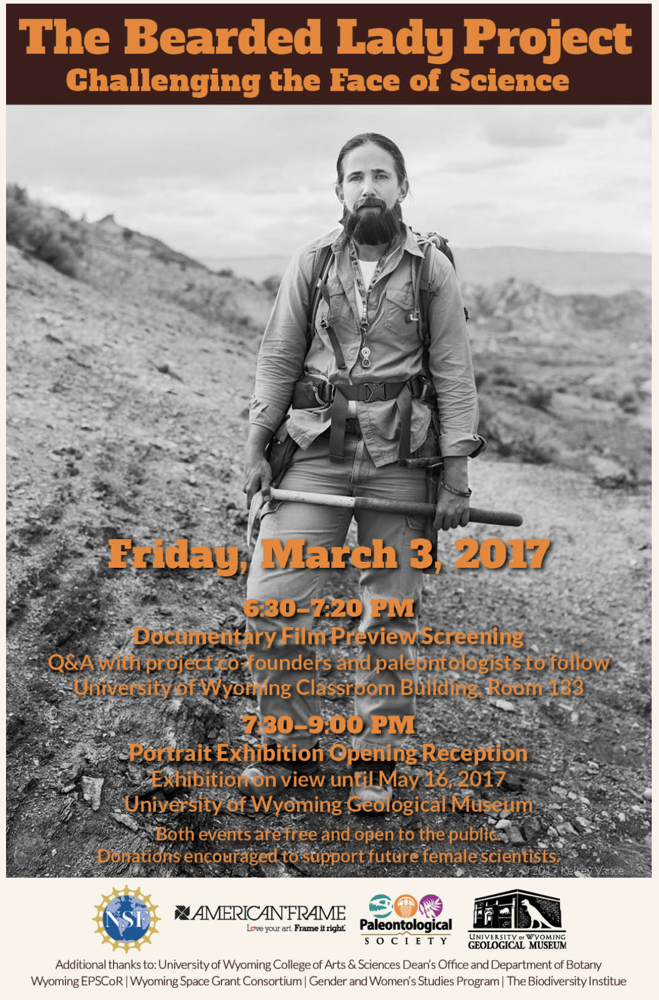 The Bearded Lady Project
Challenging the Face of Science
Friday, March 3, 2017
6:30–7:20 PM
Documentary Film Preview Screening
Q&A with project co-founders and paleontologists to follow
University of Wyoming Classroom Building, Room 133
7:30–9:00 PM
Portrait Exhibition Opening Reception
Exhibition on view until May 16, 2017
University of Wyoming Geological Museum
Both events are free and open to the public.
Donations encouraged to support future female scientists.
© 2017 Kelsey Vance
NSF
AMERICAN FRAME
Love your art. Frame it right.
Paleontological
SOCIETY
UNIVERSITY OF WYOMING
GEOLOGICAL MUSEUM
Additional thanks to: University of Wyoming College of Arts & Sciences Dean's Office and Department of Botany
Wyoming EPSCoR | Wyoming Space Grant Consortium | Gender and Women's Studies Program | The Biodiversity Institue